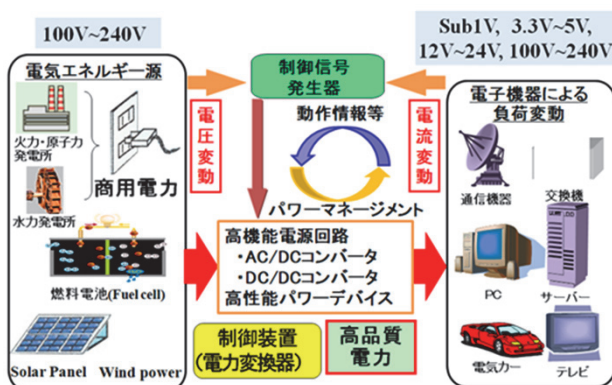 100V~240V
Sub1V, 3.3V~5V,
12V~24V, 100V~240V
電気エネルギー源
火力・原子力
発電所
商用電力
水力発電所
燃料電池(Fuel cell)
Solar Panel Wind power
電圧変動
制御信号
発生器
動作情報等
パワーマネージメント
高機能電源回路
・AC/DCコンバータ
・DC/DCコンバータ
高性能パワーデバイス
制御装置
(電力変換器)
高品質
電力
電流変動
電子機器による
負荷変動
通信機器
交換機
PC
サーバー
電気カー
テレビ